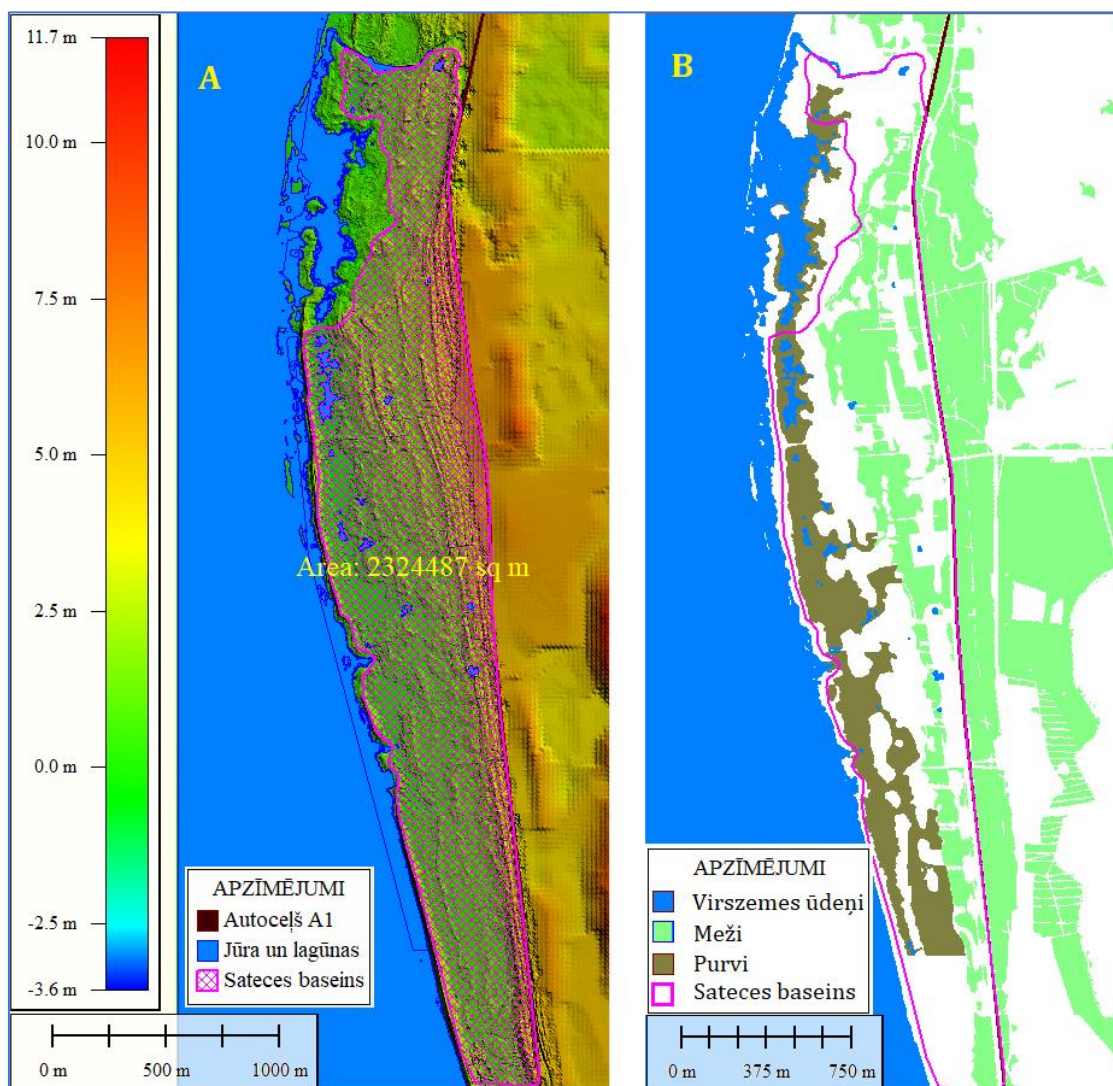 11.7 m
10.0 m
7.5 m
5.0 m
2.5 m
0.0 m
-2.5 m
-3.6 m
A
Area: 2324487 sq m
APZĪMĒJUMI
Autoceļš A1
Jūra un lagūnas
Sateces baseins
0 m 500 m 1000 m
B
APZĪMĒJUMI
Virszemes ūdeņi
Meži
Purvi
Sateces baseins
0 m 375 m 750 m